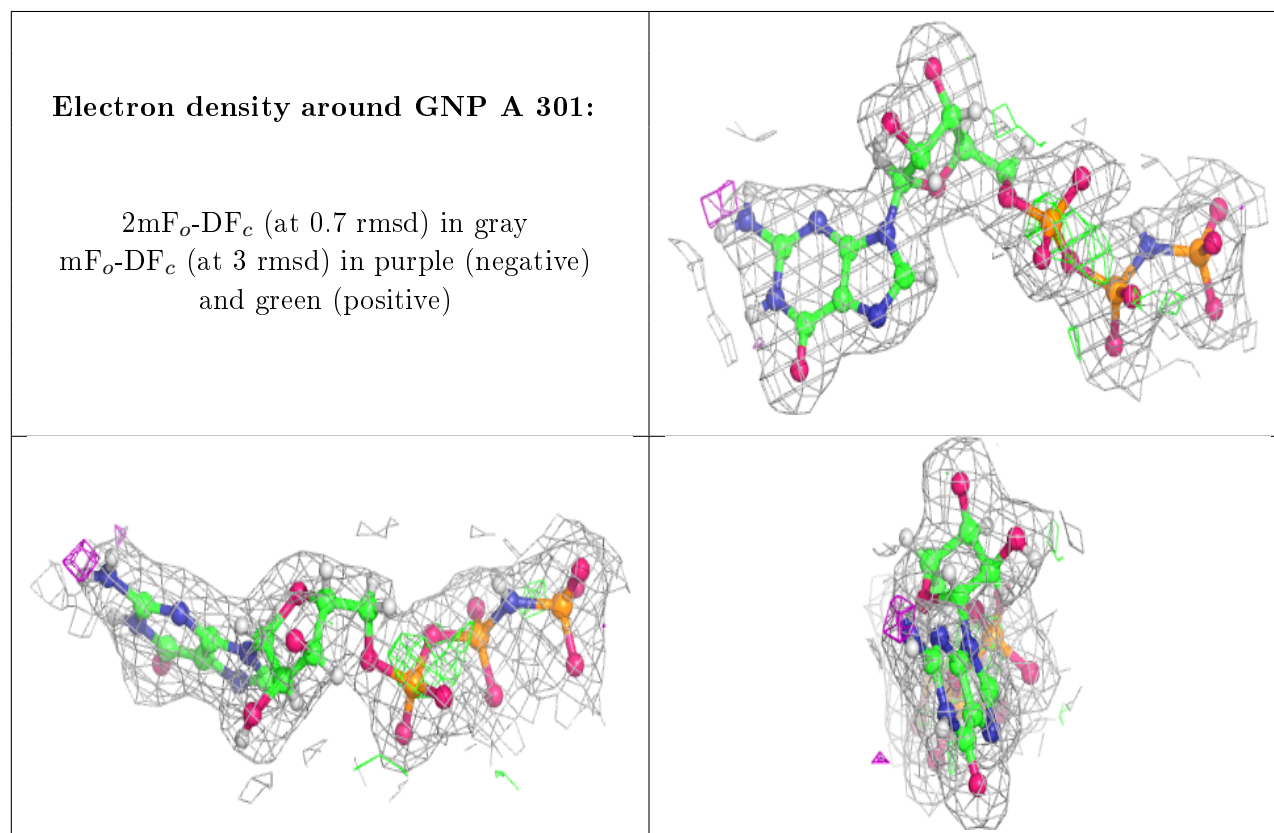 Electron density around GNP A 301:
2mFo-DFc (at 0.7 rmsd) in gray
mFo-DFc (at 3 rmsd) in purple (negative)
and green (positive)